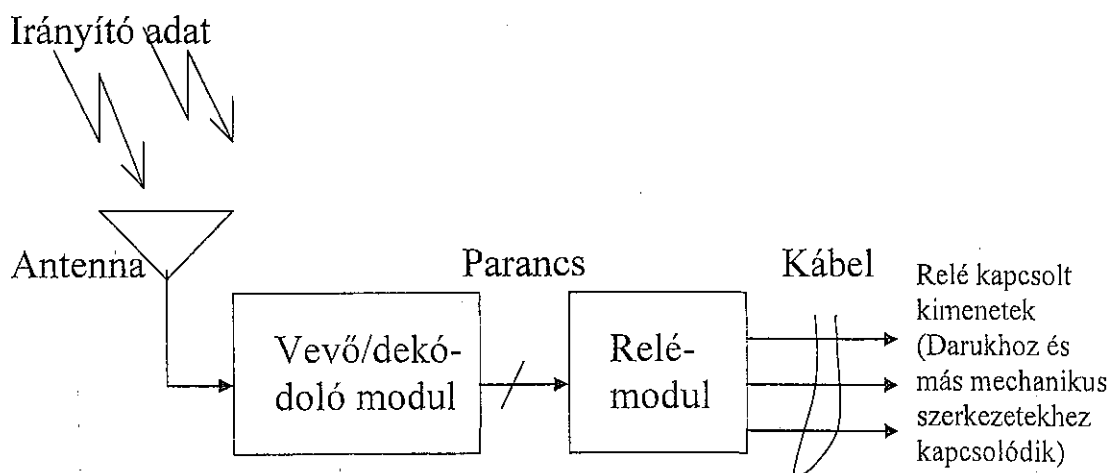 Irányító adat
Antenna
Parancs
Kábel
Vevő/dekó-
doló modul
Relé-
modul
Relé kapcsolt
kimenetek
(Darukhoz és
más mechanikus
szerkezetekhez
kapcsolódik)